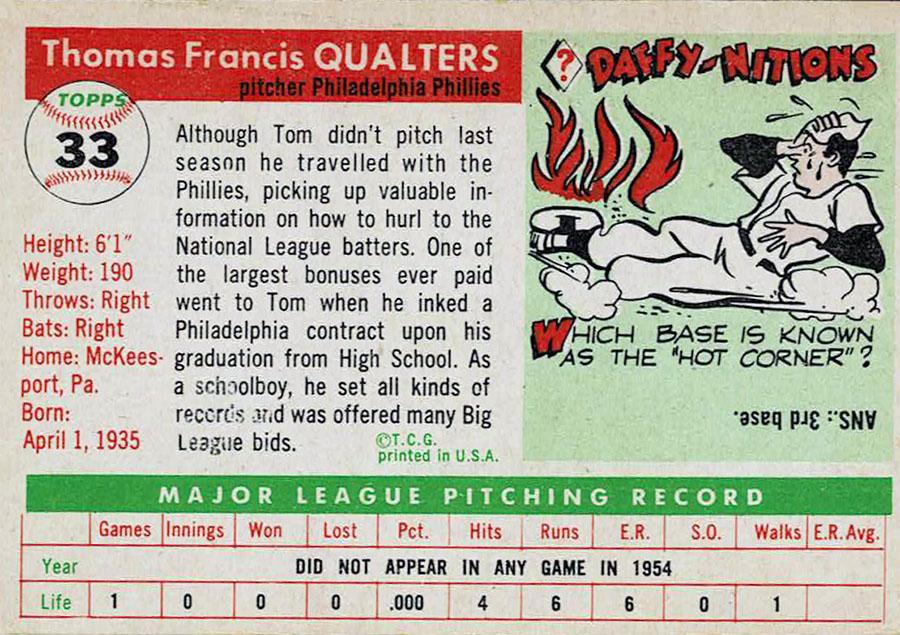 Thomas Francis QUALTERS
pitcher Philadelphia Phillies
TOPPS
33
Height: 6'1"
Weight: 190
Throws: Right
Bats: Right
Home: McKees-
port, Pa.
Born:
April 1, 1935
Although Tom didn't pitch last
season he travelled with the
Phillies, picking up valuable in-
formation on how to hurl to the
National League batters. One of
the largest bonuses ever paid
went to Tom when he inked a
Philadelphia contract upon his
graduation from High School. As
a schoolboy, he set all kinds of
records and was offered many Big
League bids.
©T.C.G.
printed in U.S.A.
?
DAFFY-NITIONS
WHICH BASE IS KNOWN
AS THE "HOT CORNER"?
ANS.: 3rd base.
MAJOR LEAGUE PITCHING RECORD
Games Innings Won Lost Pct. Hits Runs E.R. S.O. Walks E.R. Avg.
Year DID NOT APPEAR IN ANY GAME IN 1954
Life 1 0 0 0 .000 4 6 6 0 1